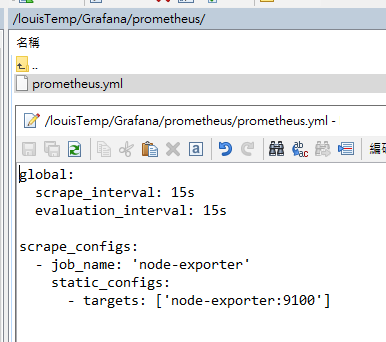 /louisTemp/Grafana/prometheus/
名稱
..
prometheus.yml
/louisTemp/Grafana/prometheus/prometheus.yml -
編
global:
  scrape_interval: 15s
  evaluation_interval: 15s

scrape_configs:
  - job_name: 'node-exporter'
    static_configs:
      - targets: ['node-exporter:9100']